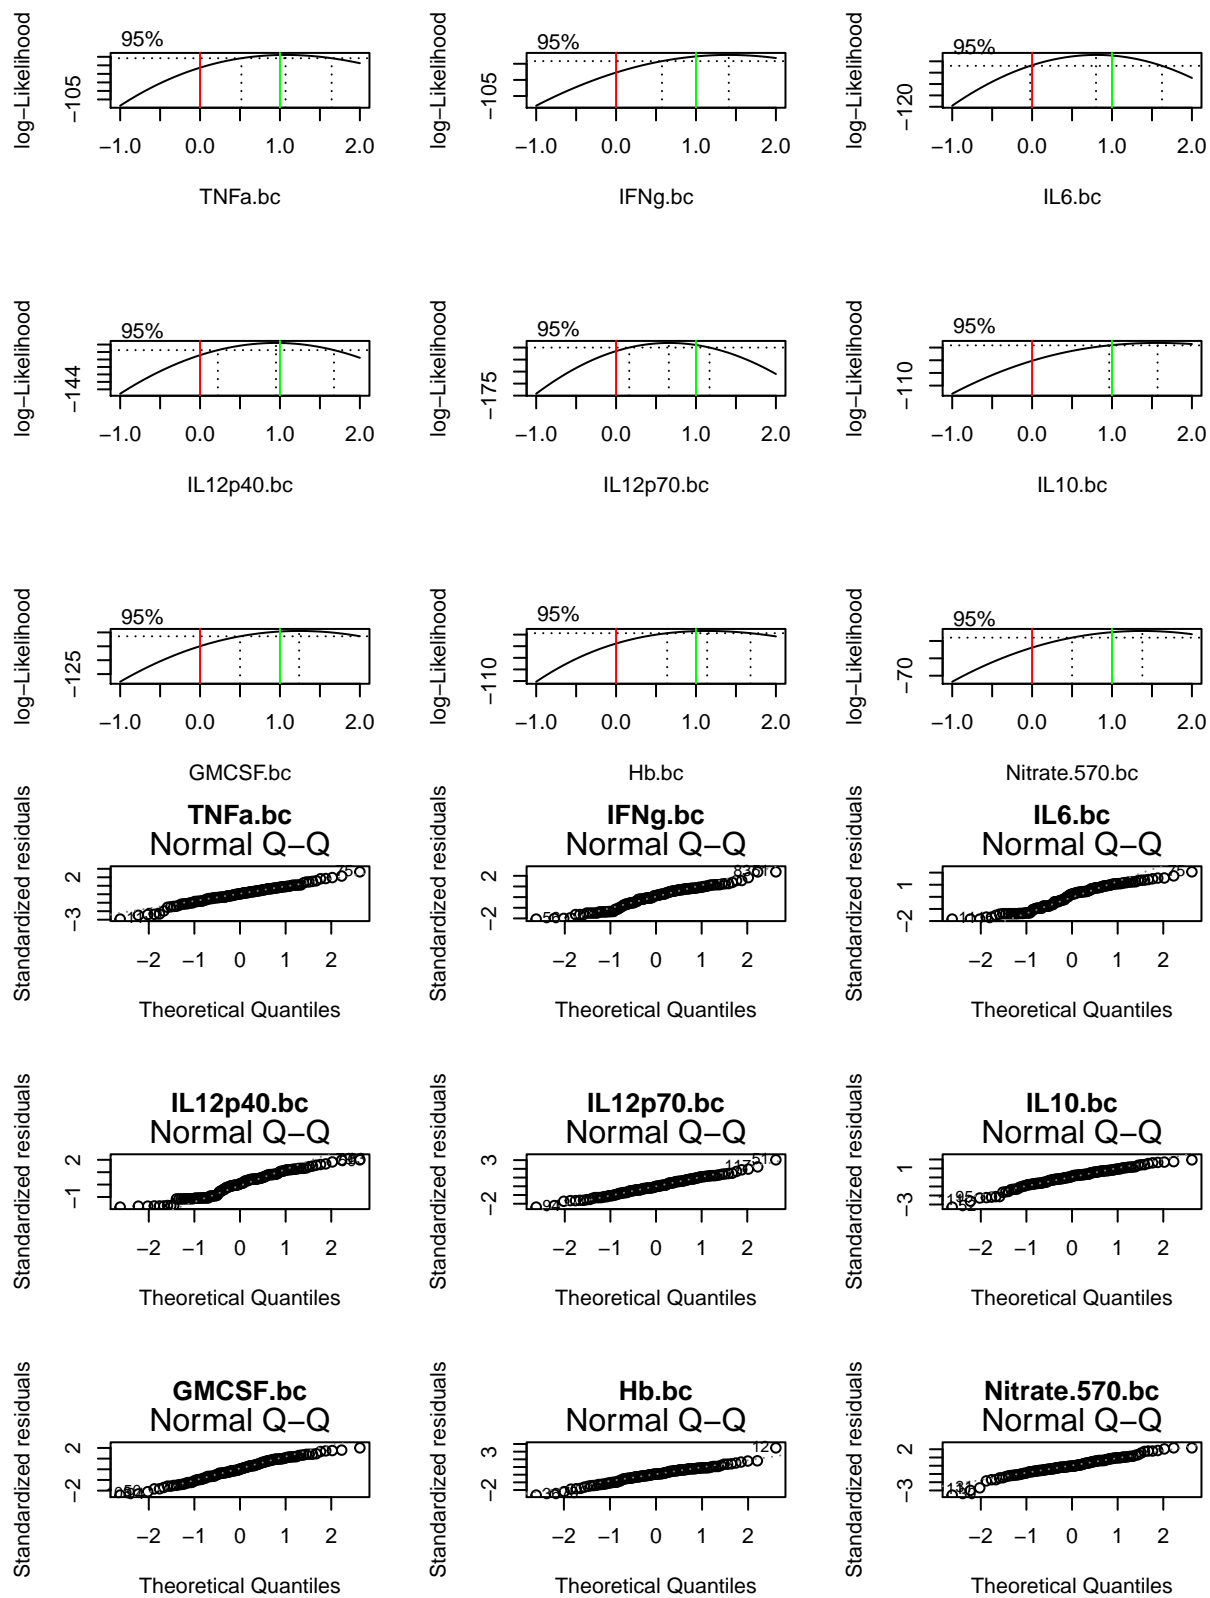 log−Likelihood
95%
−105
−1.0 0.0 1.0 2.0
TNFa.bc
log−Likelihood
95%
−105
−1.0 0.0 1.0 2.0
IFNg.bc
log−Likelihood
95%
−120
−1.0 0.0 1.0 2.0
IL6.bc
log−Likelihood
95%
−144
−1.0 0.0 1.0 2.0
IL12p40.bc
log−Likelihood
95%
−175
−1.0 0.0 1.0 2.0
IL12p70.bc
log−Likelihood
95%
−110
−1.0 0.0 1.0 2.0
IL10.bc
log−Likelihood
95%
−125
−1.0 0.0 1.0 2.0
GMCSF.bc
log−Likelihood
95%
−110
−1.0 0.0 1.0 2.0
Hb.bc
log−Likelihood
95%
−70
−1.0 0.0 1.0 2.0
Nitrate.570.bc
TNFa.bc
Normal Q−Q
Standardized residuals
2
−3
−2 −1 0 1 2
Theoretical Quantiles
IFNg.bc
Normal Q−Q
Standardized residuals
2
−2
−2 −1 0 1 2
Theoretical Quantiles
IL6.bc
Normal Q−Q
Standardized residuals
1
−2
−2 −1 0 1 2
Theoretical Quantiles
IL12p40.bc
Normal Q−Q
Standardized residuals
2
−1
−2 −1 0 1 2
Theoretical Quantiles
IL12p70.bc
Normal Q−Q
Standardized residuals
3
−2
−2 −1 0 1 2
Theoretical Quantiles
IL10.bc
Normal Q−Q
Standardized residuals
1
−3
−2 −1 0 1 2
Theoretical Quantiles
GMCSF.bc
Normal Q−Q
Standardized residuals
2
−2
−2 −1 0 1 2
Theoretical Quantiles
Hb.bc
Normal Q−Q
Standardized residuals
3
−2
12
−2 −1 0 1 2
Theoretical Quantiles
Nitrate.570.bc
Normal Q−Q
Standardized residuals
2
−3
−2 −1 0 1 2
Theoretical Quantiles